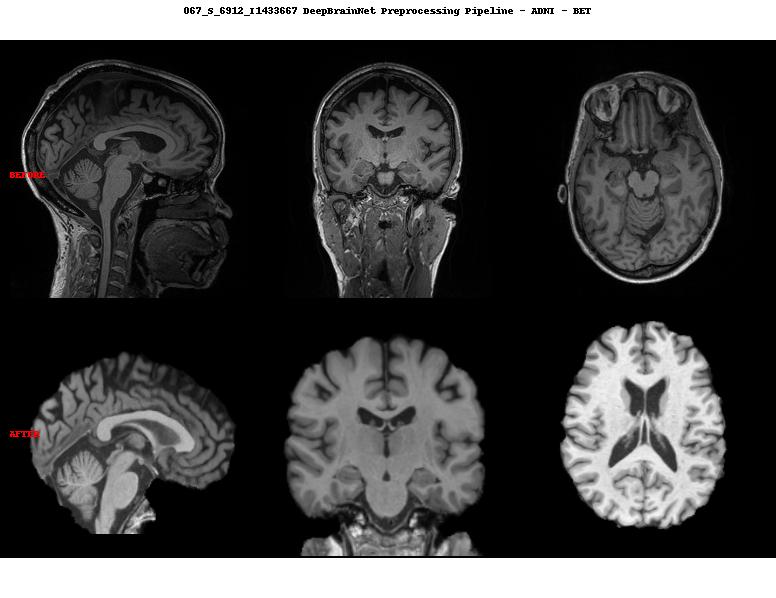 067_S_6912_I1433667 DeepBrainNet Preprocessing Pipeline - ADNI - BET
BEFORE
AFTER